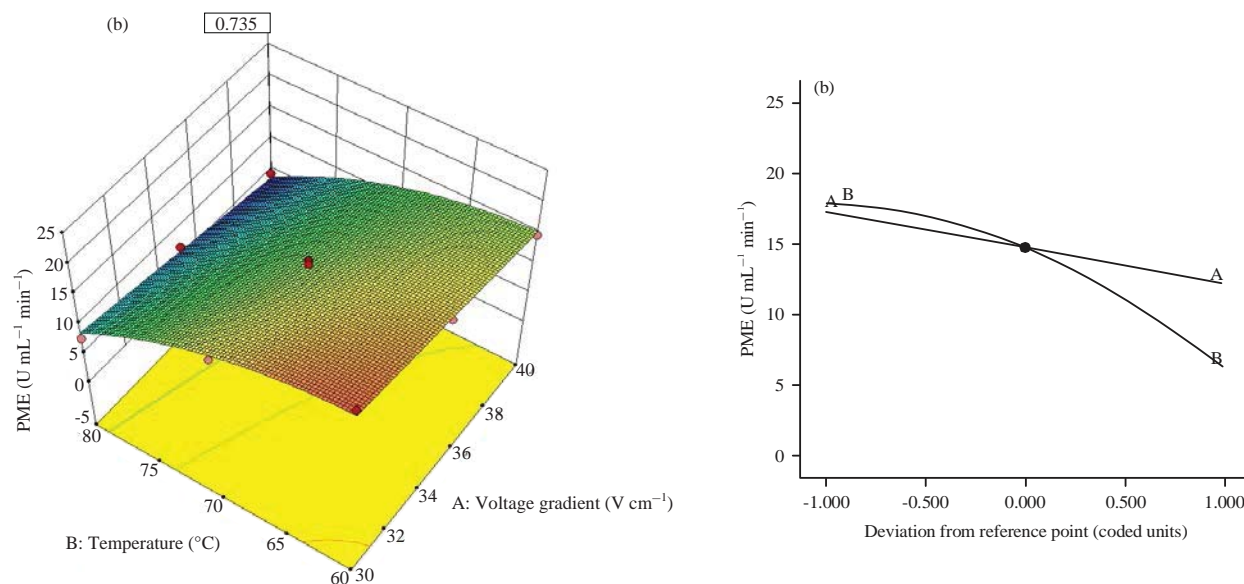 (b)
0.735
25
20
15
10
5
0
-5
PME (U mL⁻¹ min⁻¹)
80
75
70
65
60
B: Temperature (°C)
30
32
34
36
38
40
A: Voltage gradient (V cm⁻¹)
(b)
25
20
15
10
5
0
PME (U mL⁻¹ min⁻¹)
A B
A
B
-1.000 -0.500 0.000 0.500 1.000
Deviation from reference point (coded units)